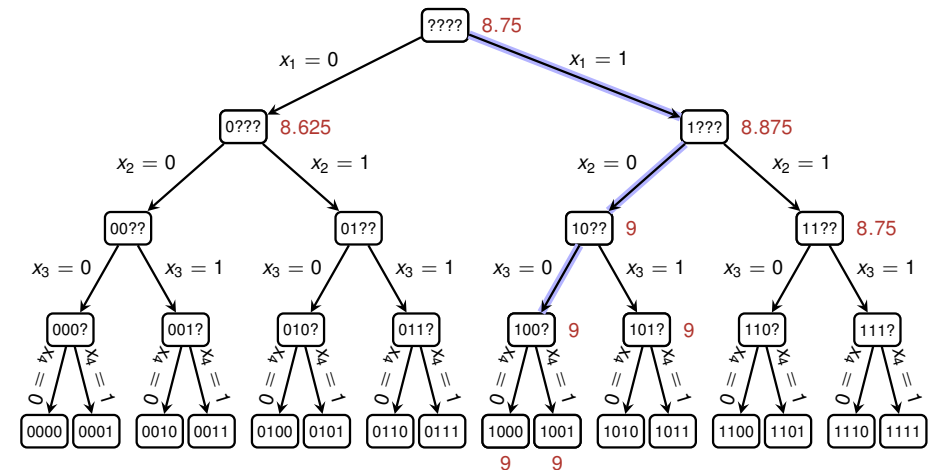 ???? 8.75
x₁ = 0 x₁ = 1
0??? 8.625 1??? 8.875
x₂ = 0 x₂ = 1 x₂ = 0 x₂ = 1
00?? 01?? 10?? 9 11?? 8.75
x₃ = 0 x₃ = 1 x₃ = 0 x₃ = 1 x₃ = 0 x₃ = 1 x₃ = 0 x₃ = 1
000? 001? 010? 011? 100? 9 101? 9 110? 111?
x₄ = 0 x₄ = 1 x₄ = 0 x₄ = 1 x₄ = 0 x₄ = 1 x₄ = 0 x₄ = 1 x₄ = 0 x₄ = 1 x₄ = 0 x₄ = 1 x₄ = 0 x₄ = 1 x₄ = 0 x₄ = 1
0000 0001 0010 0011 0100 0101 0110 0111 1000 1001 1010 1011 1100 1101 1110 1111
9 9